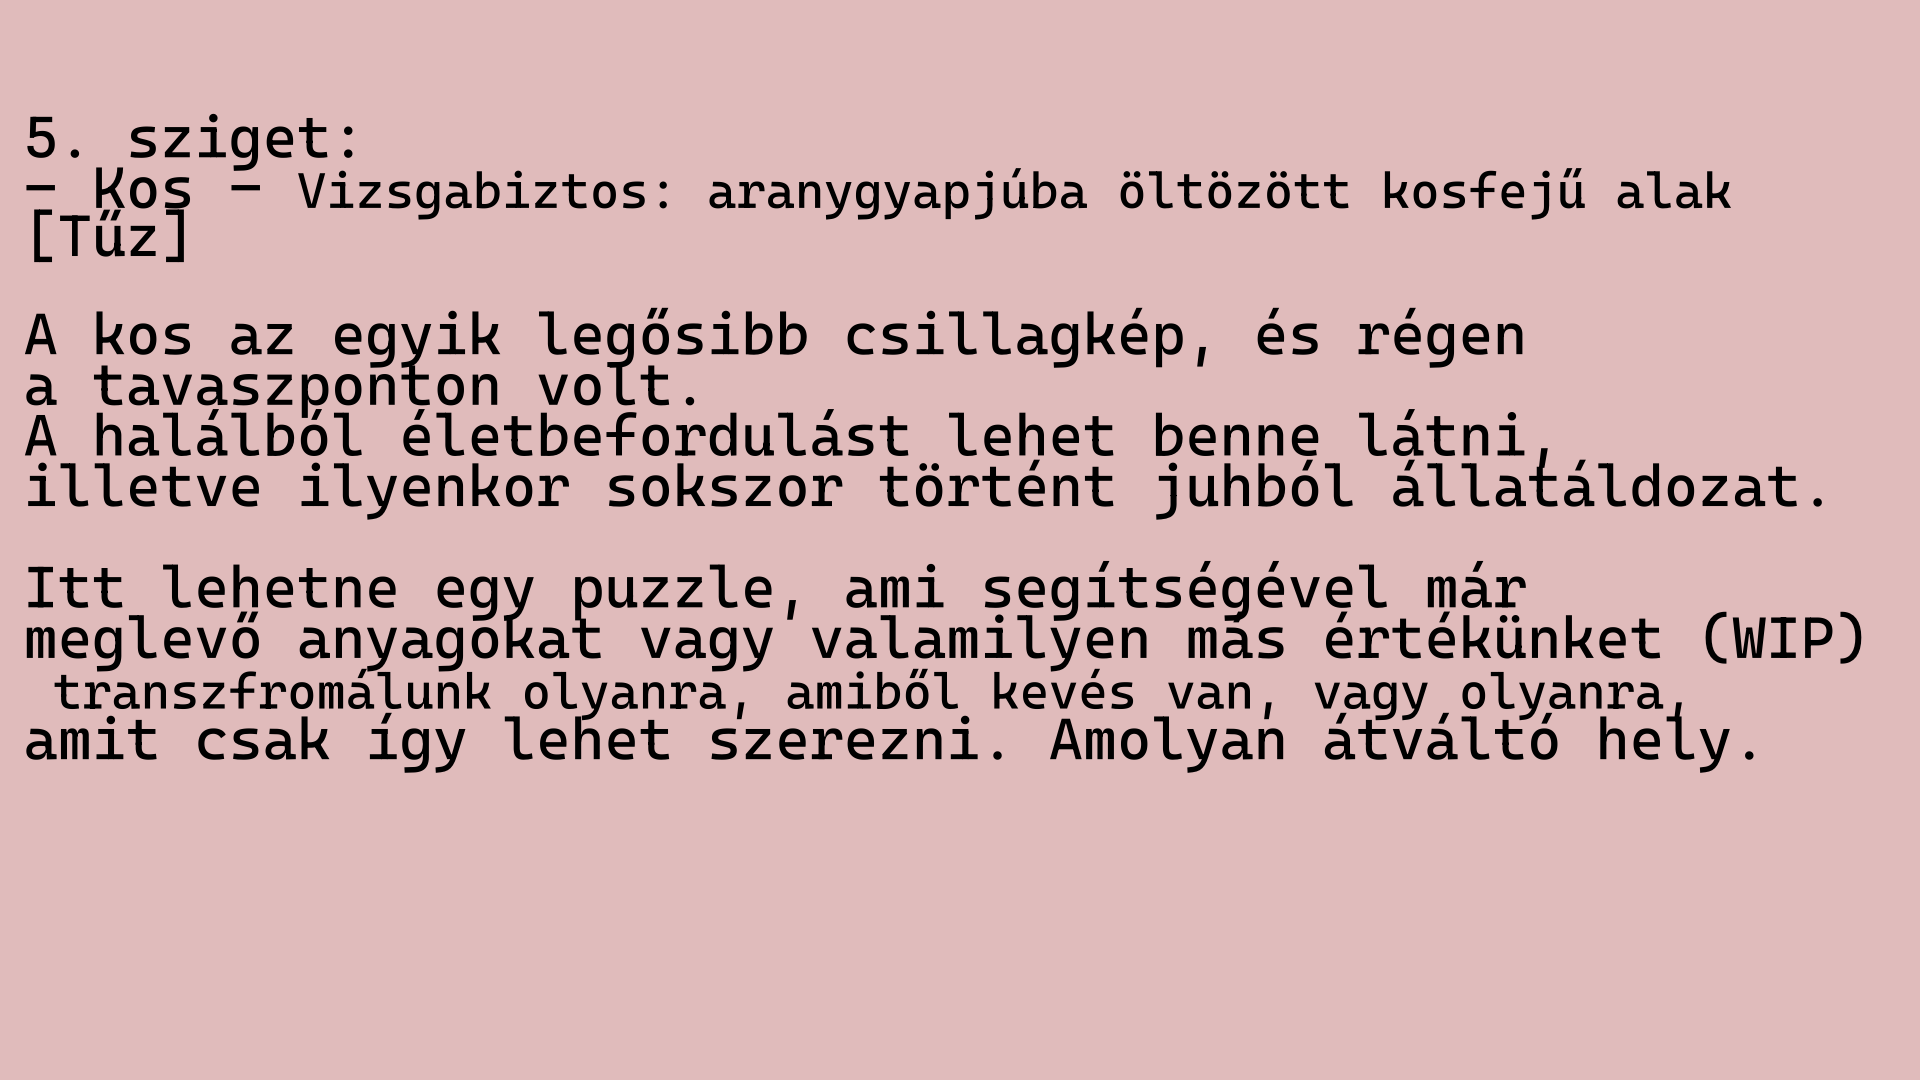 5. sziget:
- Kos - Vizsgabiztos: aranygyapjúba öltözött kosfejű alak
[Tűz]
A kos az egyik legősibb csillagkép, és régen
a tavaszponton volt.
A halálból életbefordulást lehet benne látni,
illetve ilyenkor sokszor történt juhból állatáldozat.
Itt lehetne egy puzzle, ami segítségével már
meglevő anyagokat vagy valamilyen más értékünket (WIP)
transzfromálunk olyanra, amiből kevés van, vagy olyanra,
amit csak így lehet szerezni. Amolyan átváltó hely.